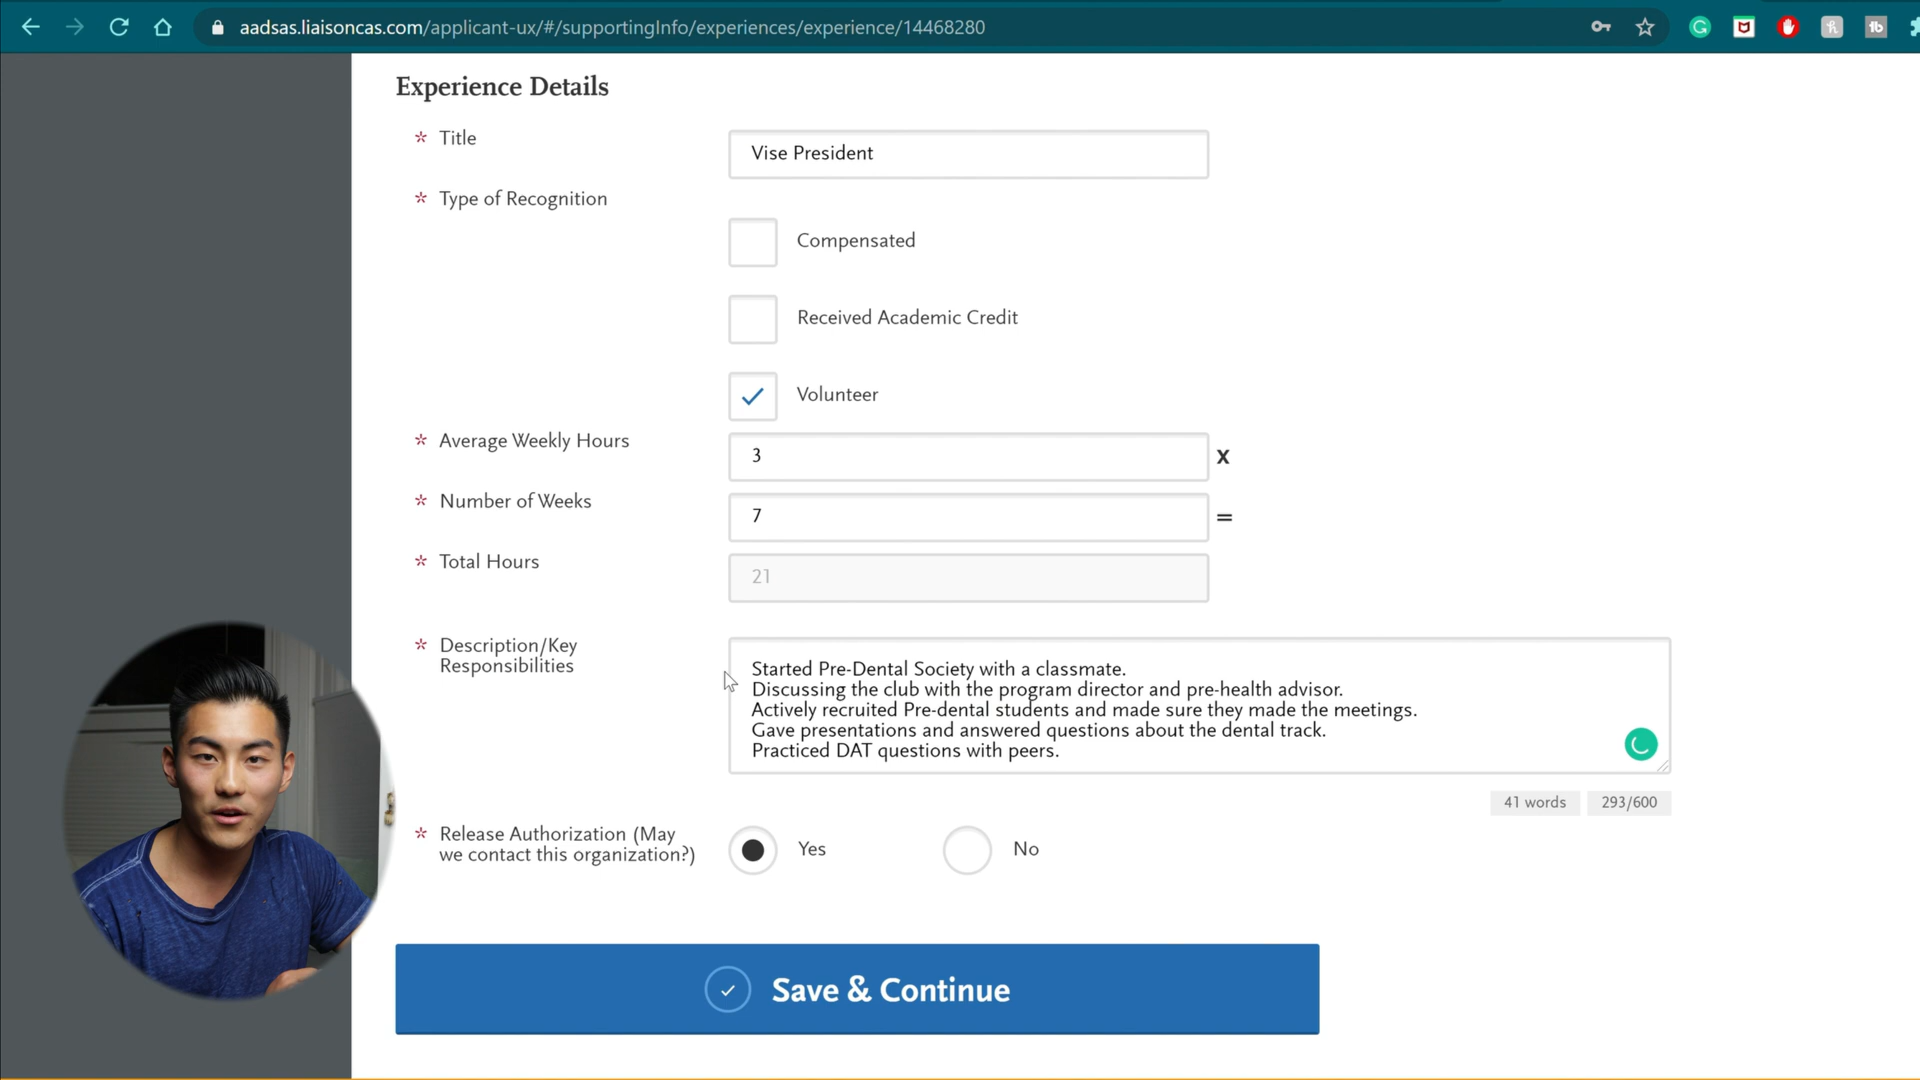 aadsas.liaisoncas.com/applicant-ux/#/supportingInfo/experiences/experience/14468280
Experience Details
* Title
Vise President
* Type of Recognition
Compensated
Received Academic Credit
Volunteer
* Average Weekly Hours
3
X
* Number of Weeks
7
=
* Total Hours
21
* Description/Key
Responsibilities
Started Pre-Dental Society with a classmate.
Discussing the club with the program director and pre-health advisor.
Actively recruited Pre-dental students and made sure they made the meetings.
Gave presentations and answered questions about the dental track.
Practiced DAT questions with peers.
41 words
293/600
* Release Authorization (May
we contact this organization?)
Yes
No
Save & Continue